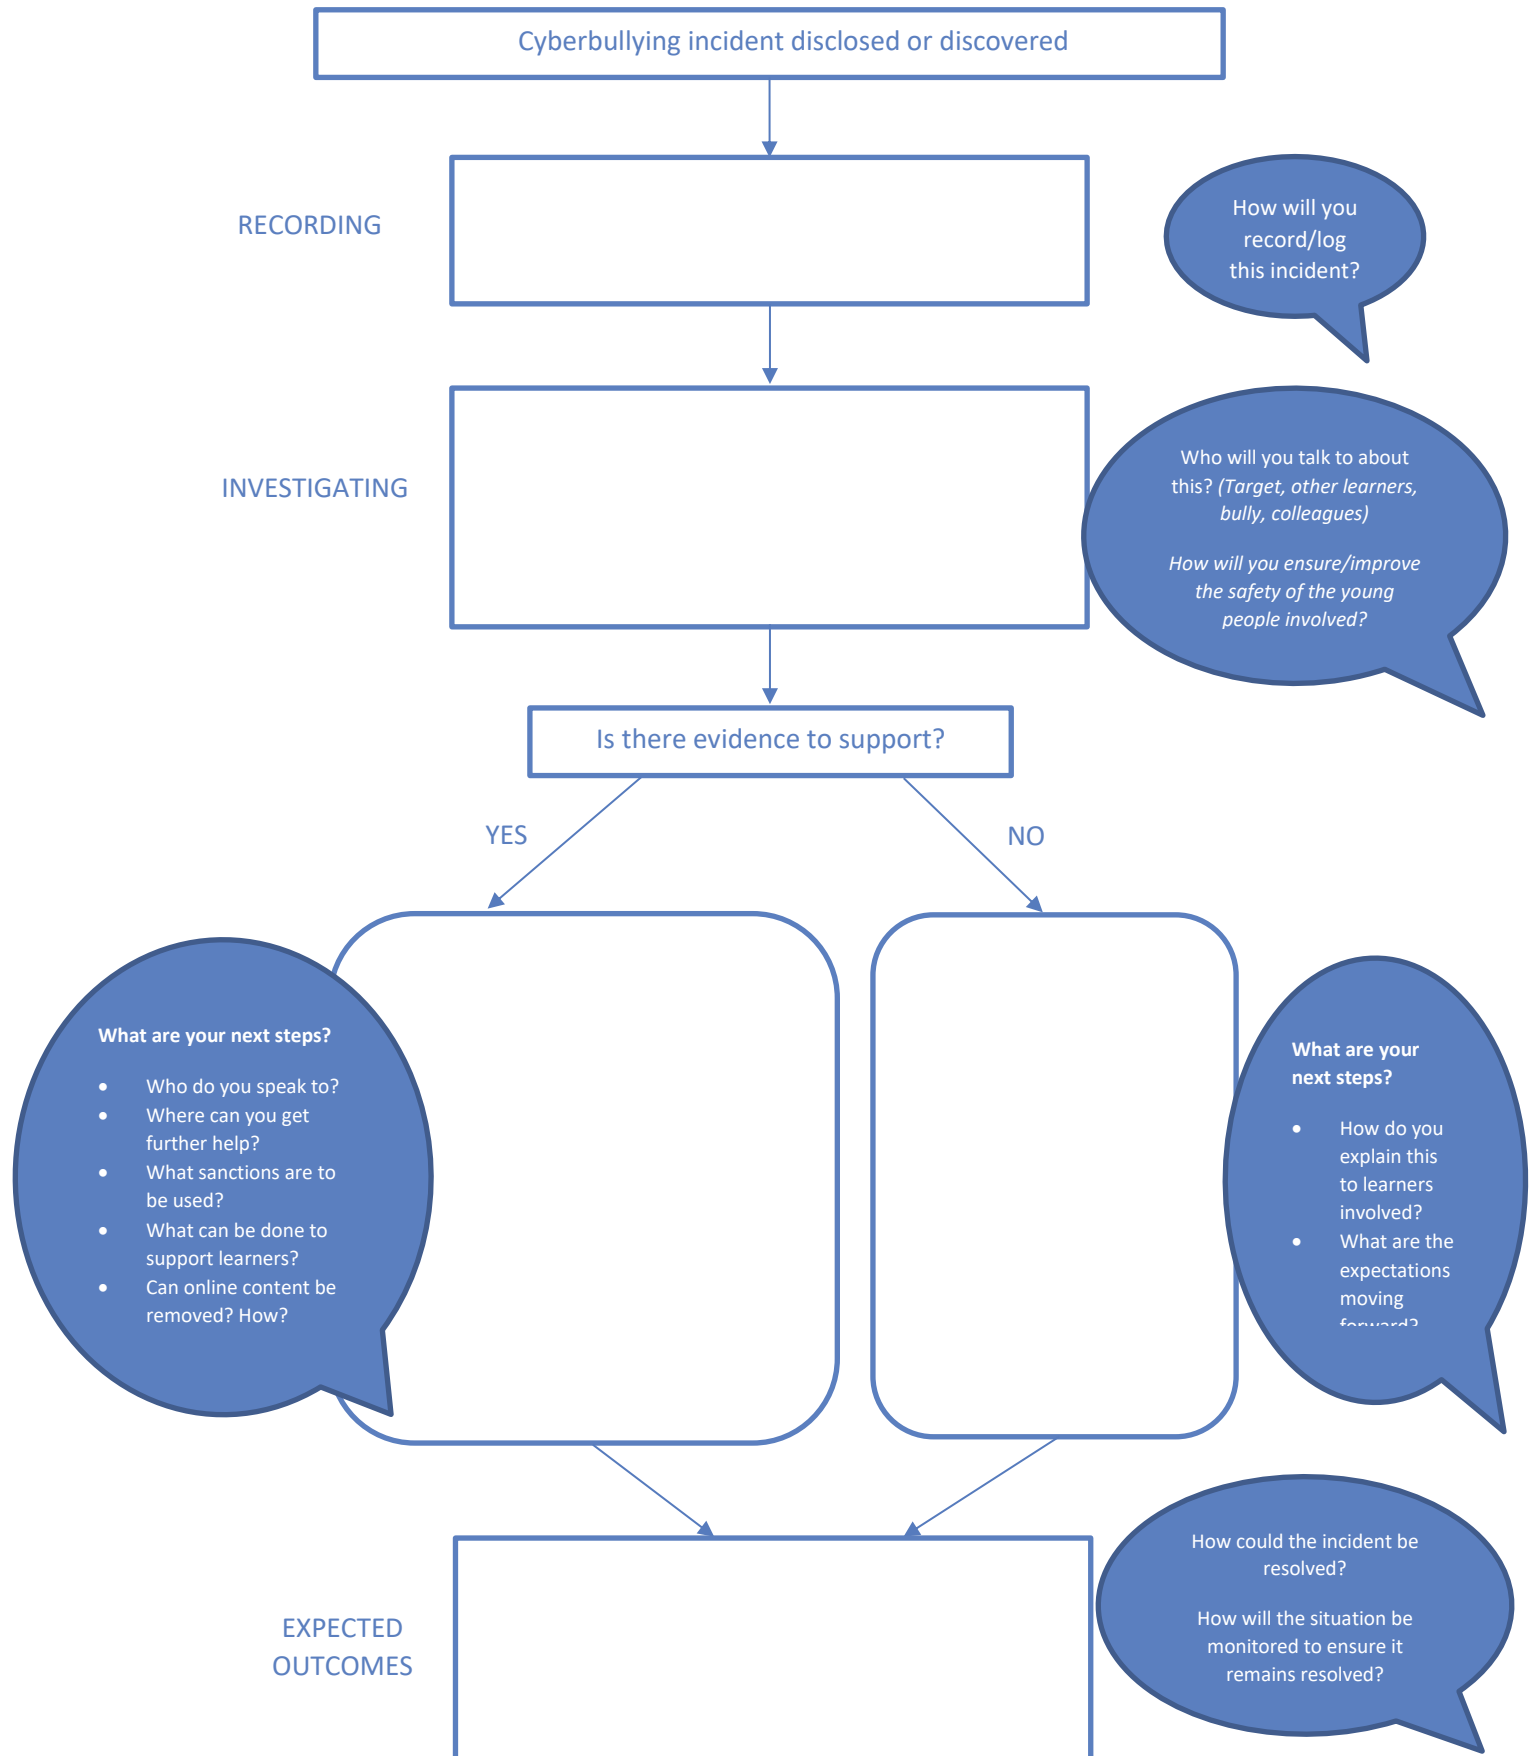 Cyberbullying incident disclosed or discovered
RECORDING
How will you
record/log
this incident?
INVESTIGATING
Who will you talk to about
this? (Target, other learners,
bully, colleagues)
How will you ensure/improve
the safety of the young
people involved?
Is there evidence to support?
YES
NO
What are your next steps?
• Who do you speak to?
• Where can you get
further help?
• What sanctions are to
be used?
• What can be done to
support learners?
• Can online content be
removed? How?
What are your
next steps?
• How do you
explain this
to learners
involved?
• What are the
expectations
moving
forward?
How could the incident be
resolved?
How will the situation be
monitored to ensure it
remains resolved?
EXPECTED
OUTCOMES